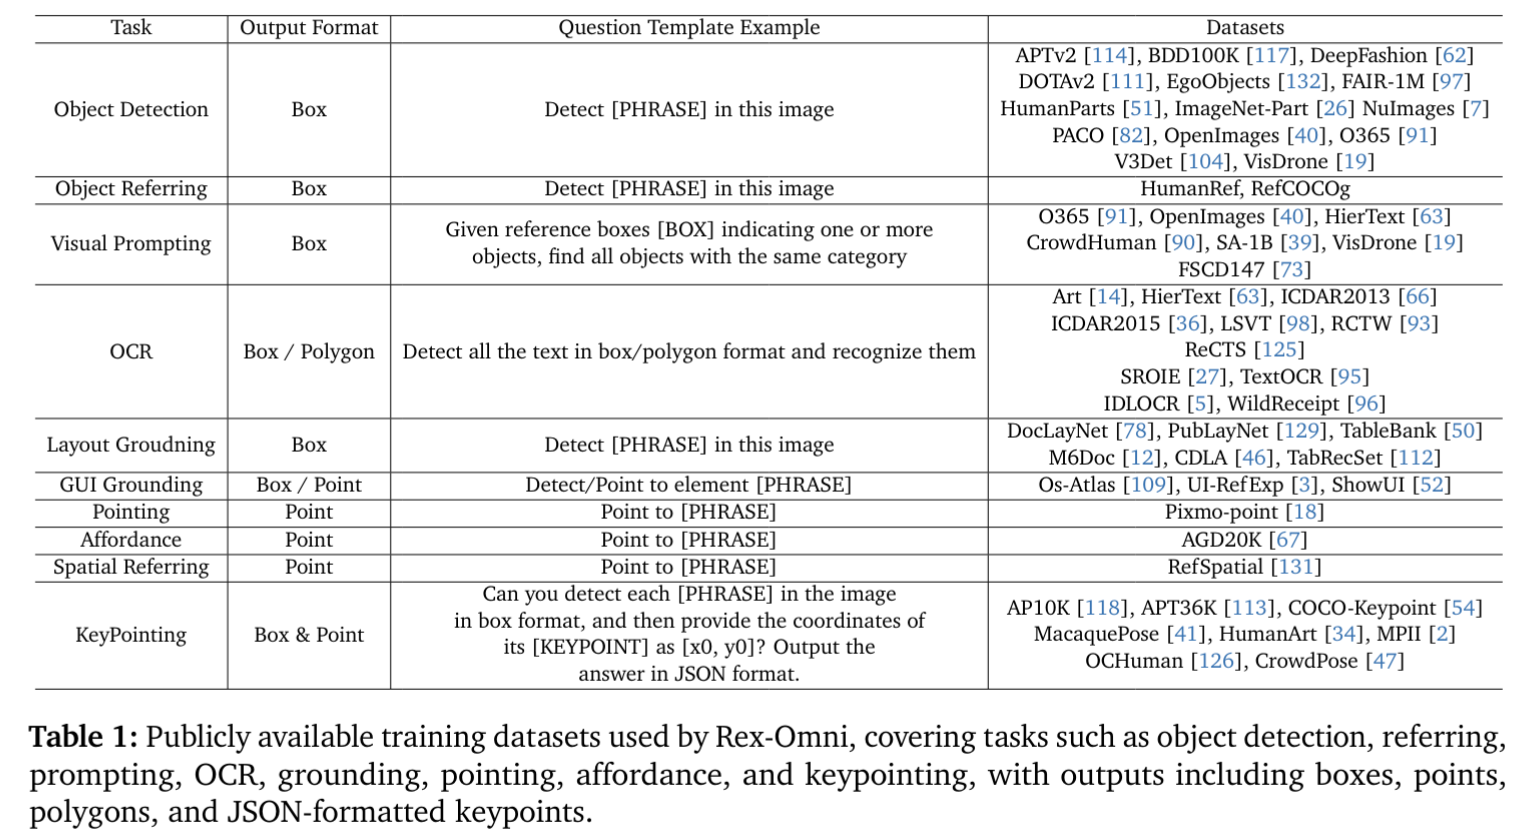 Task Output Format Question Template Example Datasets
Object Detection Box Detect [PHRASE] in this image
APTv2 [114], BDD100K [117], DeepFashion [62]
DOTAv2 [111], EgoObjects [132], FAIR-1M [97]
HumanParts [51], ImageNet-Part [26] NuImages [7]
PACO [82], OpenImages [40], O365 [91]
V3Det [104], VisDrone [19]
Object Referring Box Detect [PHRASE] in this image HumanRef, RefCOCOg
Visual Prompting Box
Given reference boxes [BOX] indicating one or more
objects, find all objects with the same category
O365 [91], OpenImages [40], HierText [63]
CrowdHuman [90], SA-1B [39], VisDrone [19]
FSCD147 [73]
OCR Box / Polygon Detect all the text in box/polygon format and recognize them
Art [14], HierText [63], ICDAR2013 [66]
ICDAR2015 [36], LSVT [98], RCTW [93]
ReCTS [125]
SROIE [27], TextOCR [95]
IDLOCR [5], WildReceipt [96]
Layout Groudning Box Detect [PHRASE] in this image
DocLayNet [78], PubLayNet [129], TableBank [50]
M6Doc [12], CDLA [46], TabRecSet [112]
GUI Grounding Box / Point Detect/Point to element [PHRASE] Os-Atlas [109], UI-RefExp [3], ShowUI [52]
Pointing Point Point to [PHRASE] Pixmo-point [18]
Affordance Point Point to [PHRASE] AGD20K [67]
Spatial Referring Point Point to [PHRASE] RefSpatial [131]
KeyPointing Box & Point
Can you detect each [PHRASE] in the image
in box format, and then provide the coordinates of
its [KEYPOINT] as [x0, y0]? Output the
answer in JSON format.
AP10K [118], APT36K [113], COCO-Keypoint [54]
MacaquePose [41], HumanArt [34], MPII [2]
OCHuman [126], CrowdPose [47]
Table 1: Publicly available training datasets used by Rex-Omni, covering tasks such as object detection, referring,
prompting, OCR, grounding, pointing, affordance, and keypointing, with outputs including boxes, points,
polygons, and JSON-formatted keypoints.